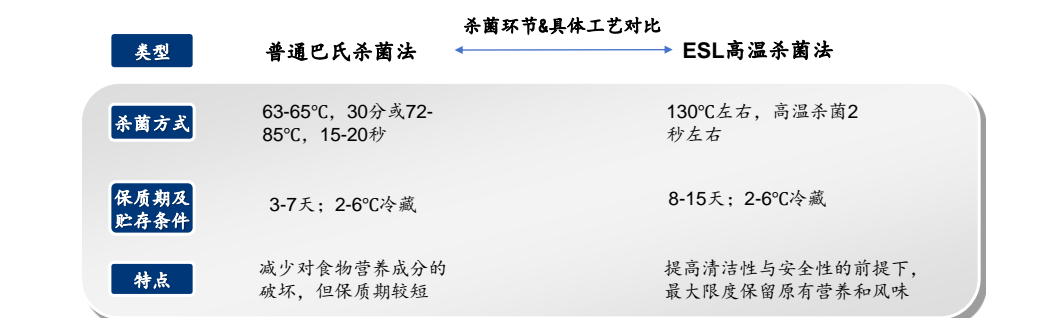 杀菌环节&具体工艺对比
类型
普通巴氏杀菌法
ESL高温杀菌法
杀菌方式
63-65℃，30分或72-
85℃，15-20秒
130℃左右，高温杀菌2
秒左右
保质期及
贮存条件
3-7天；2-6℃冷藏
8-15天；2-6℃冷藏
特点
减少对食物营养成分的
破坏，但保质期较短
提高清洁性与安全性的前提下，
最大限度保留原有营养和风味